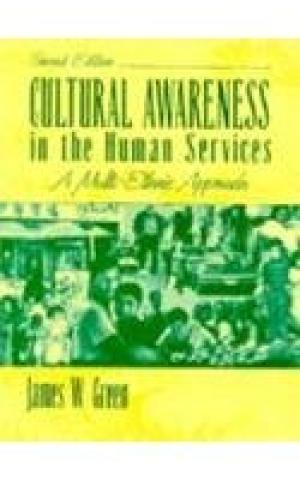 Second Edition
CULTURAL AWARENESS
in the Human Services
A Multi-Ethnic Approach
James W. Green